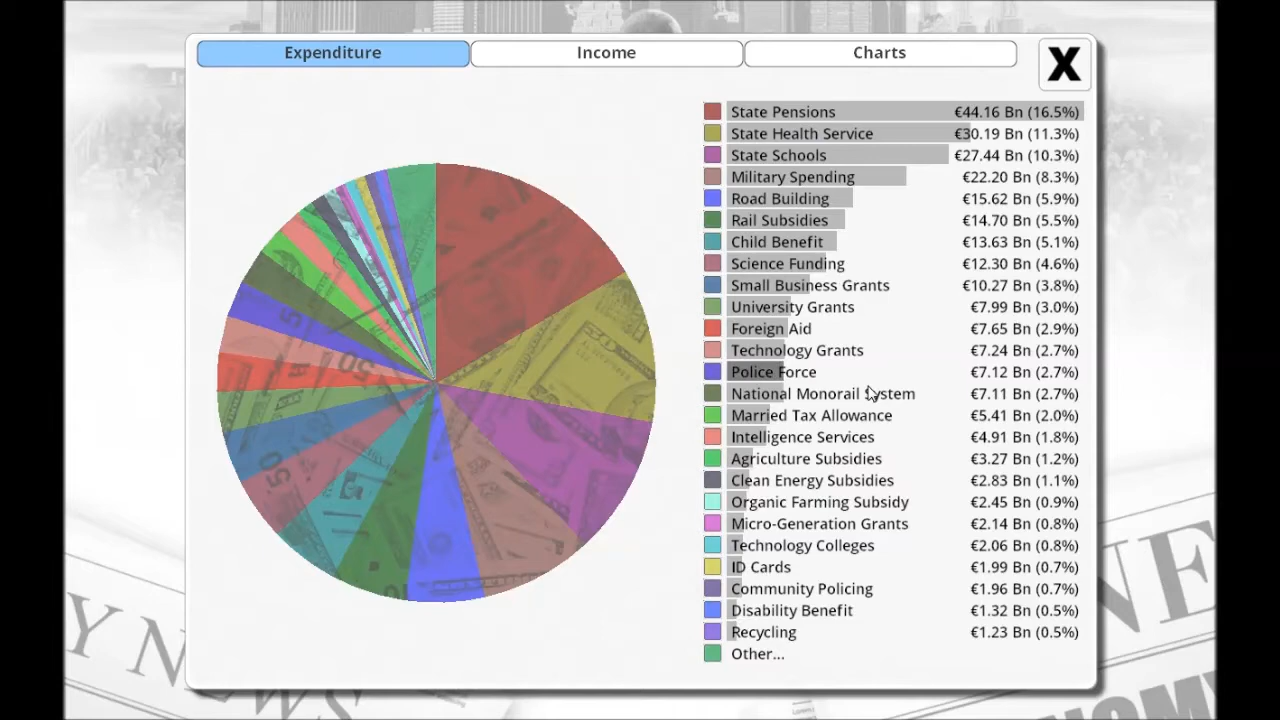 Expenditure
Income
Charts
X
State Pensions €44.16 Bn (16.5%)
State Health Service €30.19 Bn (11.3%)
State Schools €27.44 Bn (10.3%)
Military Spending €22.20 Bn (8.3%)
Road Building €15.62 Bn (5.9%)
Rail Subsidies €14.70 Bn (5.5%)
Child Benefit €13.63 Bn (5.1%)
Science Funding €12.30 Bn (4.6%)
Small Business Grants €10.27 Bn (3.8%)
University Grants €7.99 Bn (3.0%)
Foreign Aid €7.65 Bn (2.9%)
Technology Grants €7.24 Bn (2.7%)
Police Force €7.12 Bn (2.7%)
National Monorail System €7.11 Bn (2.7%)
Married Tax Allowance €5.41 Bn (2.0%)
Intelligence Services €4.91 Bn (1.8%)
Agriculture Subsidies €3.27 Bn (1.2%)
Clean Energy Subsidies €2.83 Bn (1.1%)
Organic Farming Subsidy €2.45 Bn (0.9%)
Micro-Generation Grants €2.14 Bn (0.8%)
Technology Colleges €2.06 Bn (0.8%)
ID Cards €1.99 Bn (0.7%)
Community Policing €1.96 Bn (0.7%)
Disability Benefit €1.32 Bn (0.5%)
Recycling €1.23 Bn (0.5%)
Other...